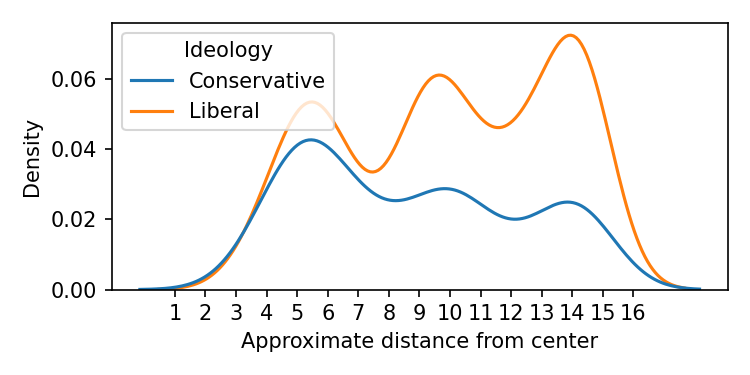 Ideology
Conservative
Liberal
Density
0.06
0.04
0.02
0.00
1 2 3 4 5 6 7 8 9 10 11 12 13 14 15 16
Approximate distance from center